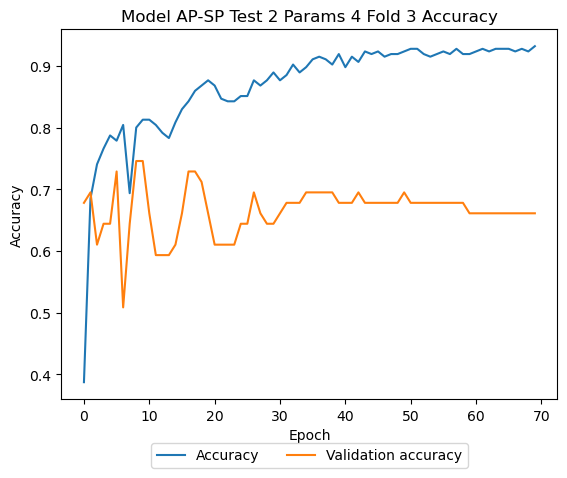 Model AP-SP Test 2 Params 4 Fold 3 Accuracy
Accuracy
0.9
0.8
0.7
0.6
0.5
0.4
0 10 20 30 40 50 60 70
Epoch
Accuracy Validation accuracy